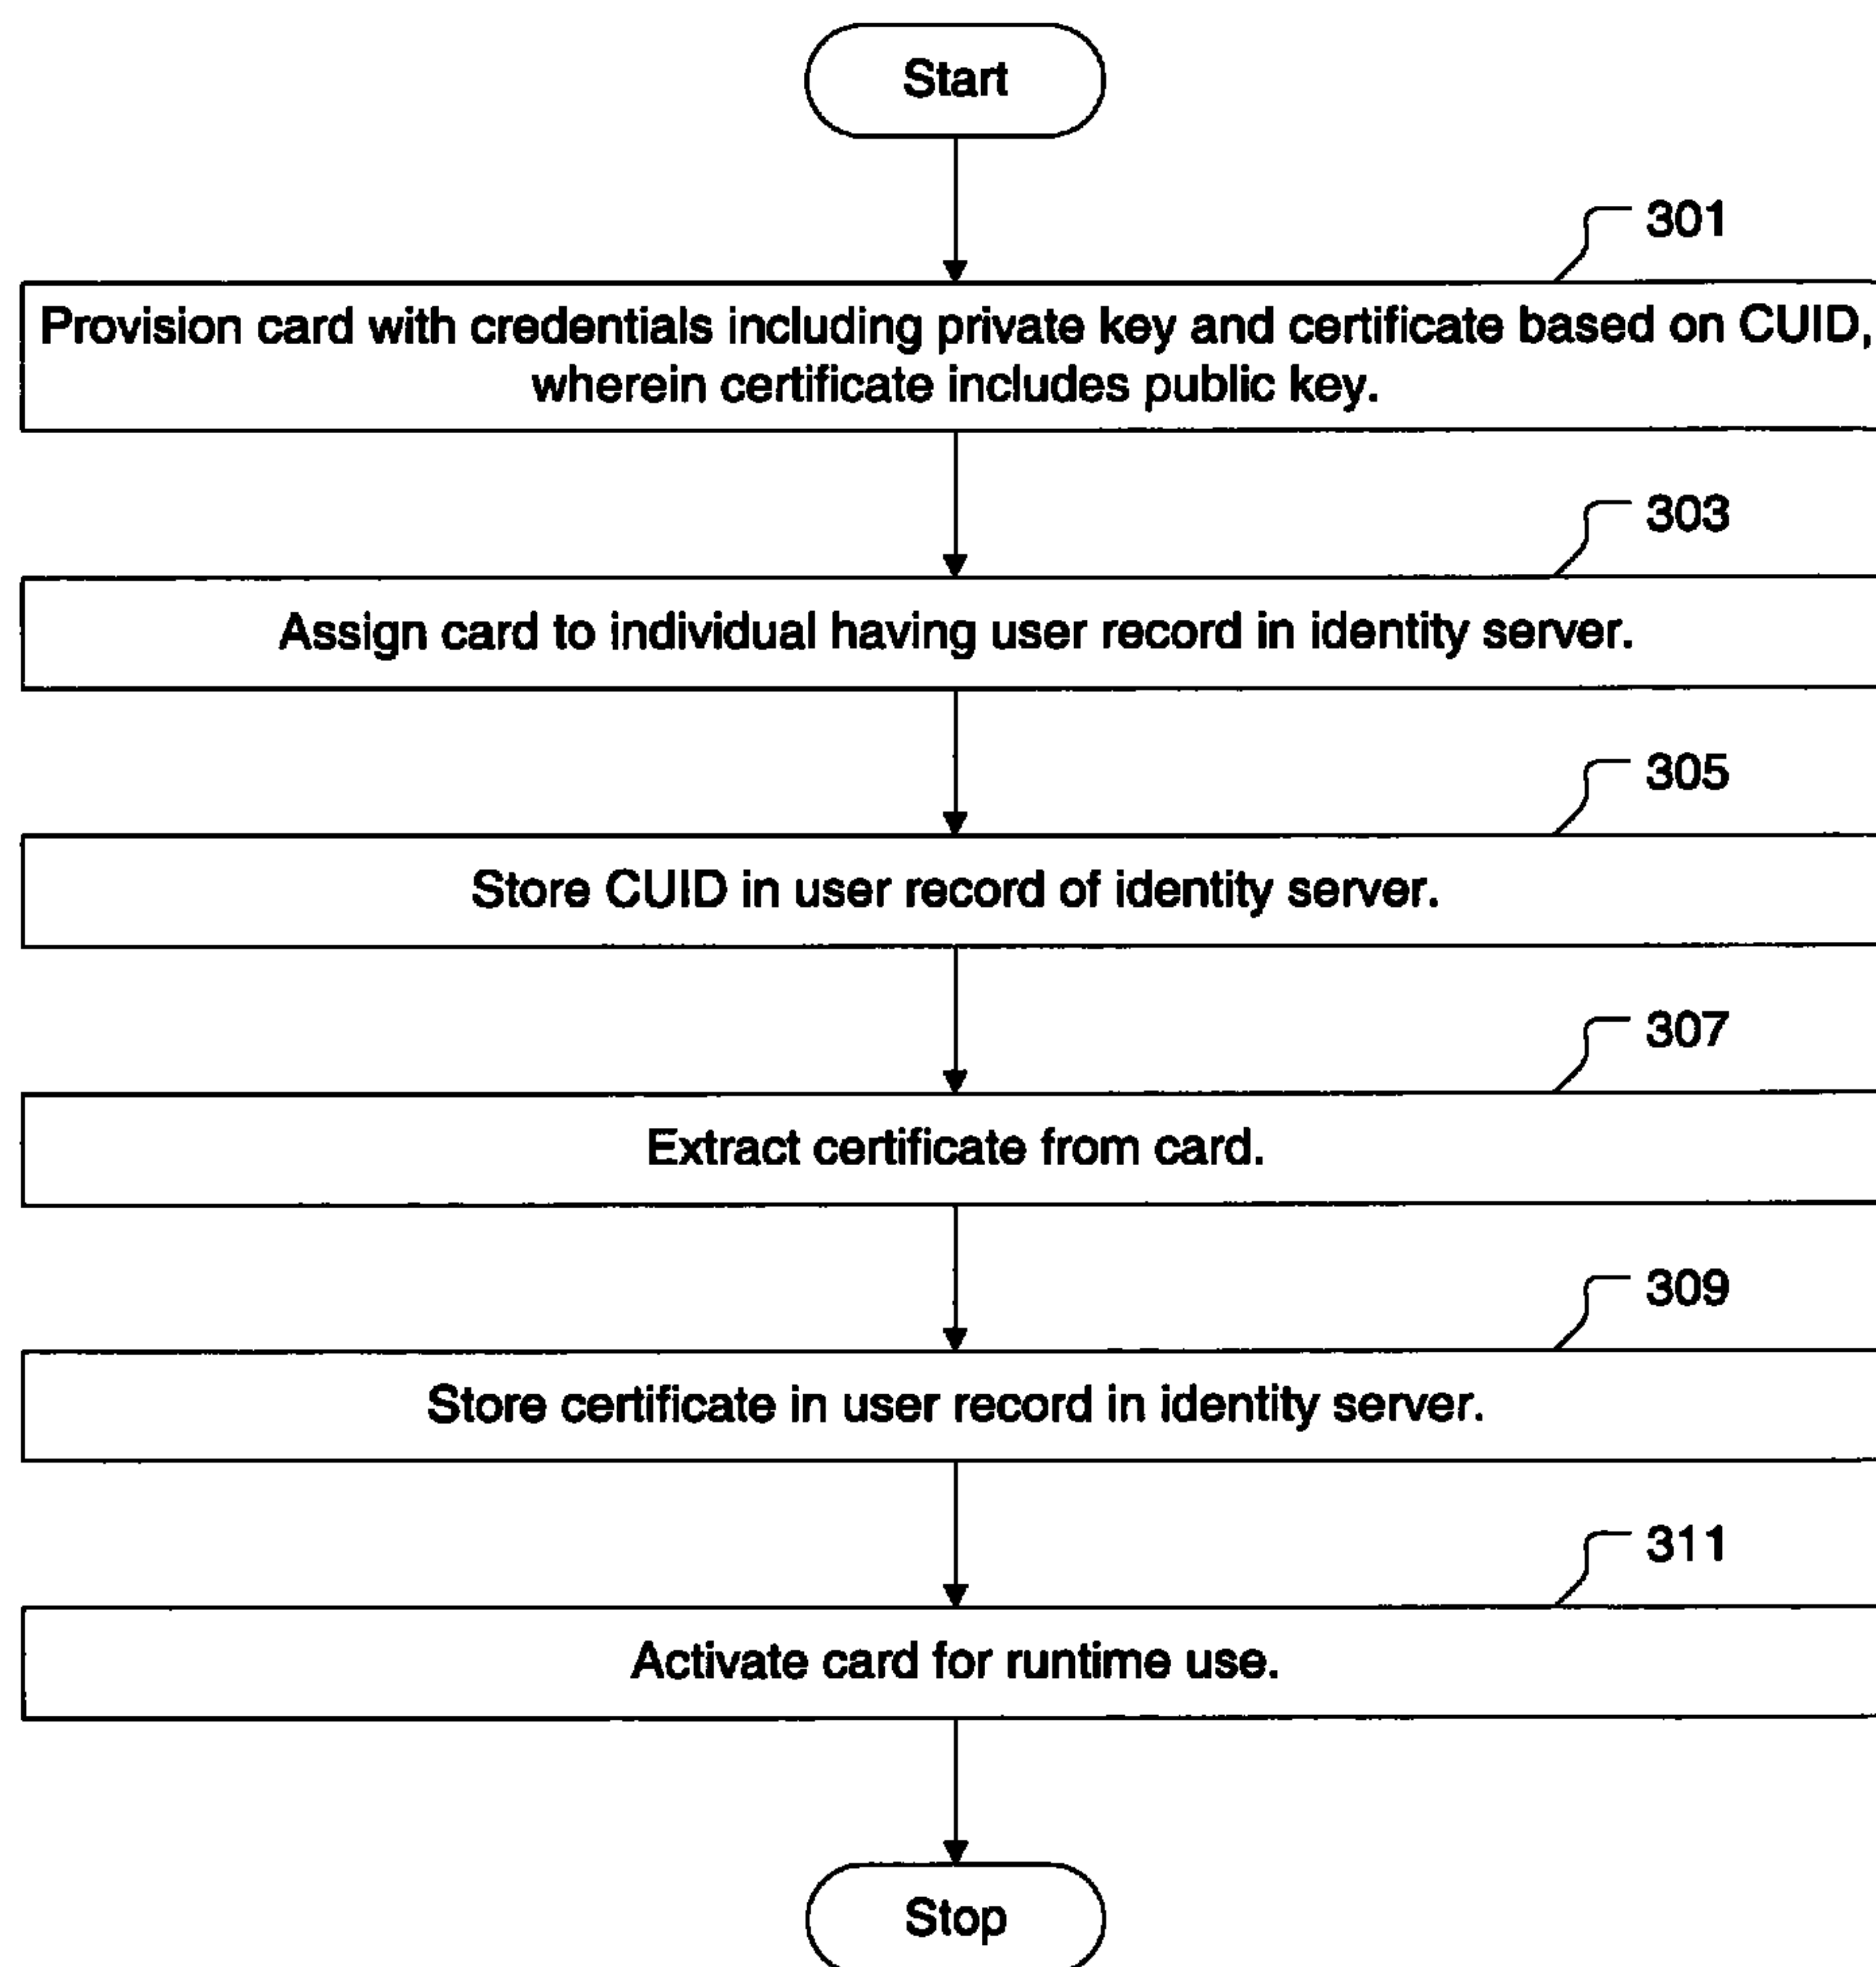 Start
301
Provision card with credentials including private key and certificate based on CUID,
wherein certificate includes public key.
303
Assign card to individual having user record in identity server.
305
Store CUID in user record of identity server.
307
Extract certificate from card.
309
Store certificate in user record in identity server.
311
Activate card for runtime use.
Stop